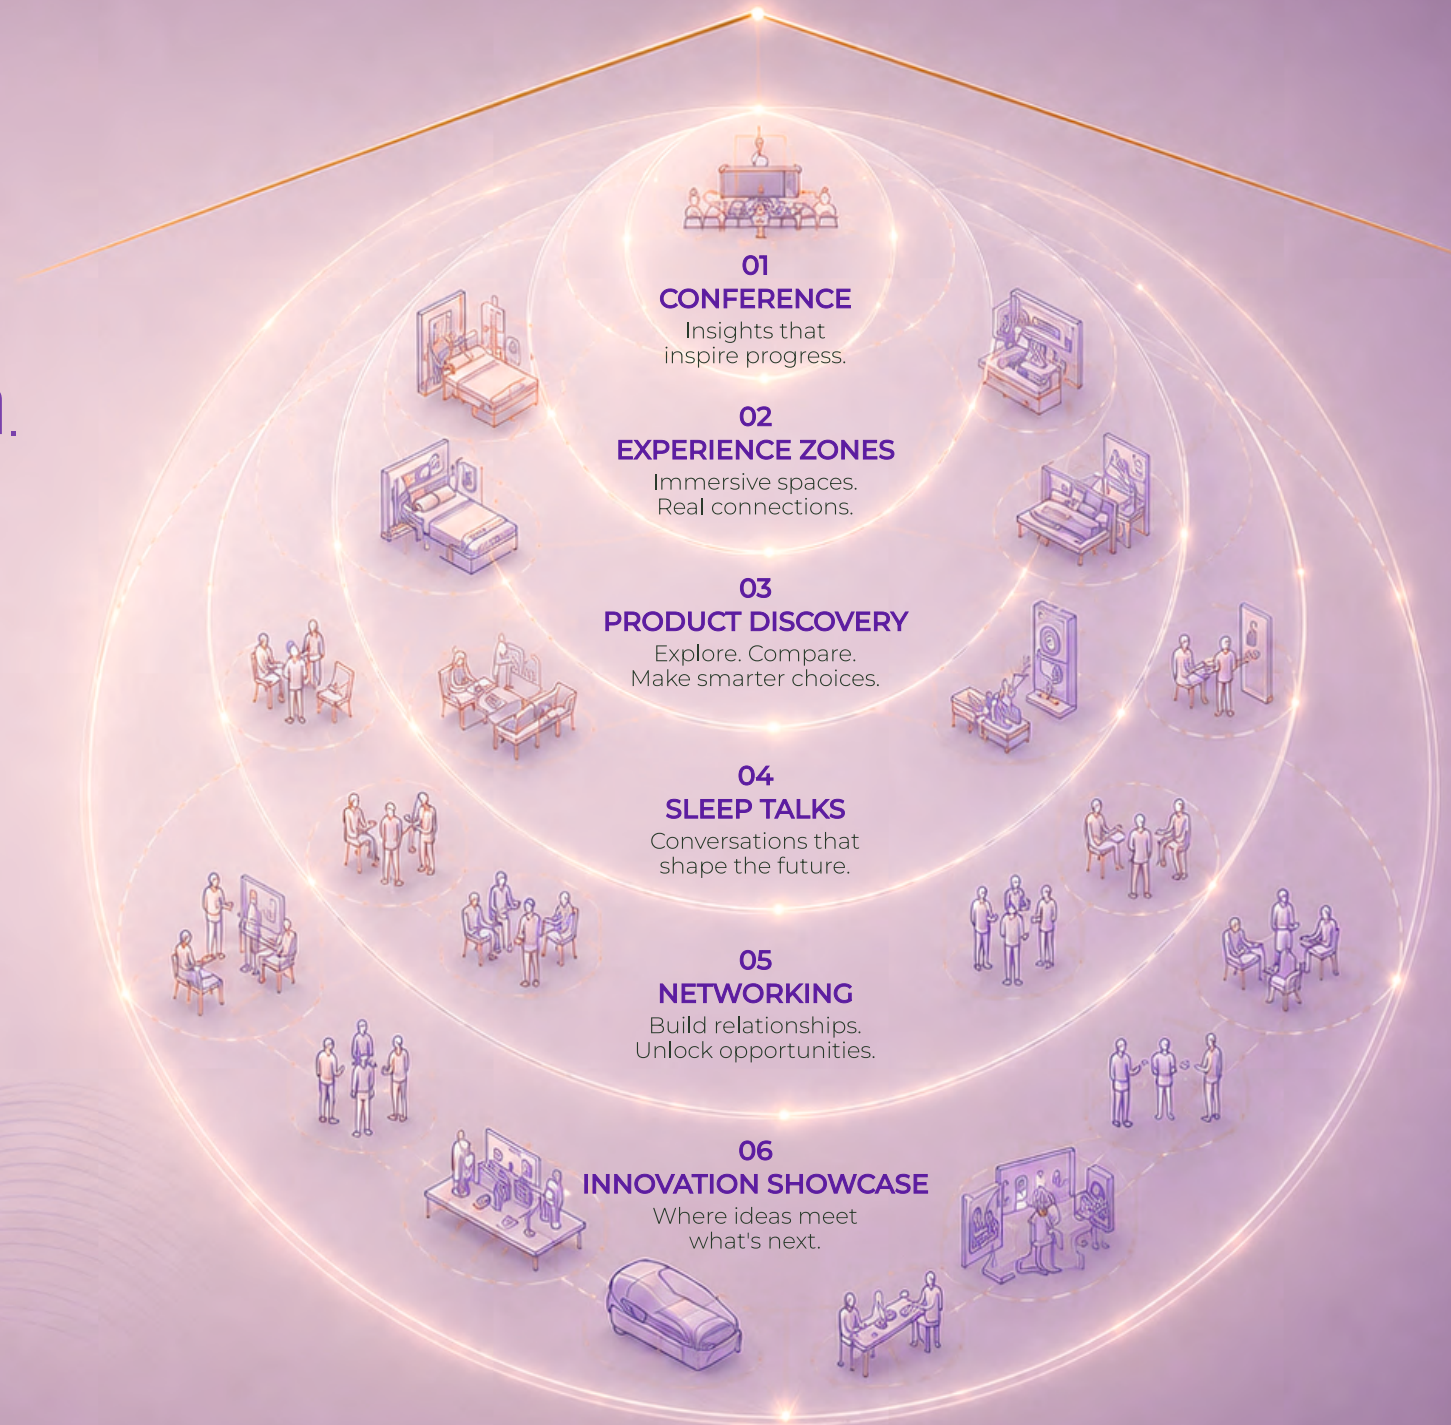 01
CONFERENCE
Insights that
inspire progress.
02
EXPERIENCE ZONES
Immersive spaces.
Real connections.
03
PRODUCT DISCOVERY
Explore. Compare.
Make smarter choices.
04
SLEEP TALKS
Conversations that
shape the future.
05
NETWORKING
Build relationships.
Unlock opportunities.
06
INNOVATION SHOWCASE
Where ideas meet
what's next.